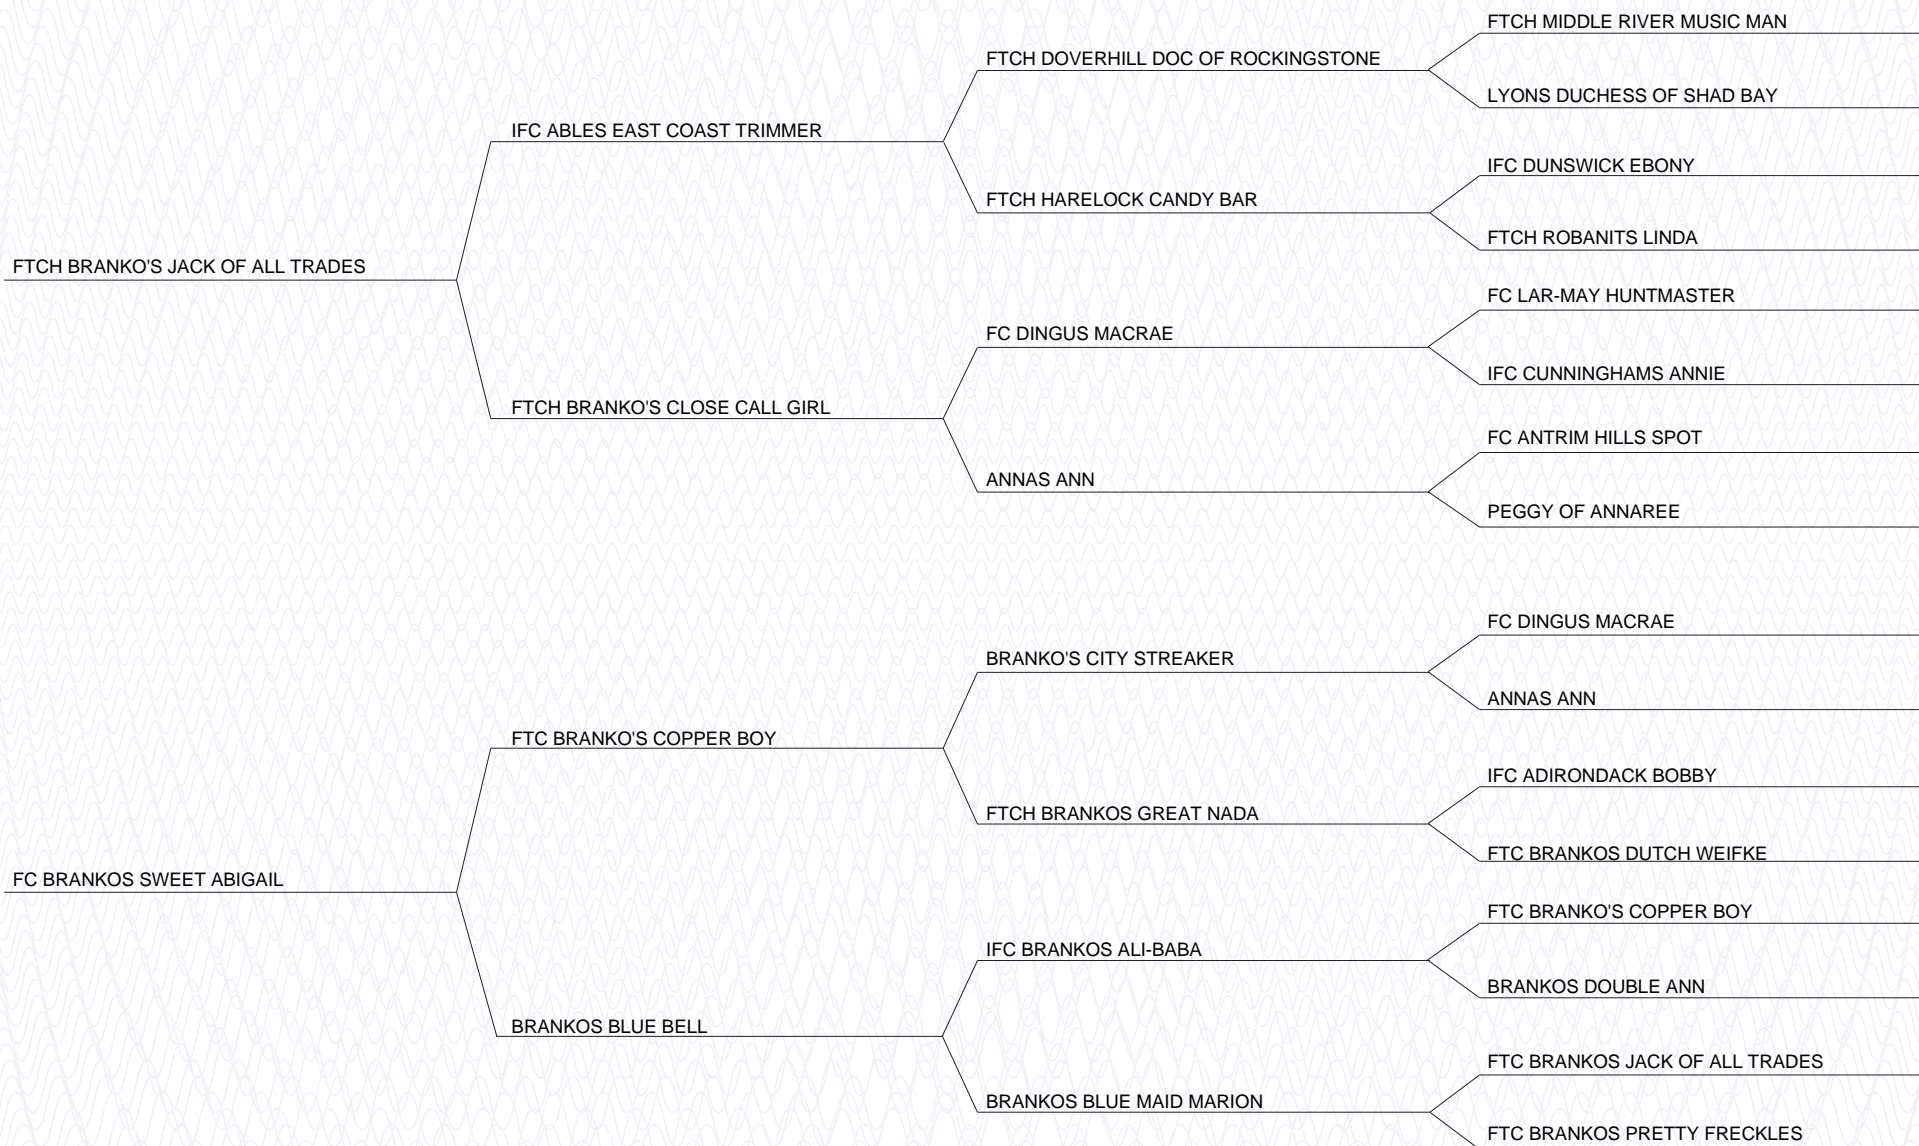 FTCH MIDDLE RIVER MUSIC MAN
FTCH DOVERHILL DOC OF ROCKINGSTONE
LYONS DUCHESS OF SHAD BAY
IFC ABLES EAST COAST TRIMMER
IFC DUNSWICK EBONY
FTCH HARELOCK CANDY BAR
FTCH ROBANITS LINDA
FTCH BRANKO'S JACK OF ALL TRADES
FC LAR-MAY HUNTMASTER
FC DINGUS MACRAE
IFC CUNNINGHAMS ANNIE
FTCH BRANKO'S CLOSE CALL GIRL
FC ANTRIM HILLS SPOT
ANNAS ANN
PEGGY OF ANNAREE
FC DINGUS MACRAE
BRANKO'S CITY STREAKER
ANNAS ANN
FTC BRANKO'S COPPER BOY
IFC ADIRONDACK BOBBY
FTCH BRANKOS GREAT NADA
FTC BRANKOS DUTCH WEIFKE
FC BRANKOS SWEET ABIGAIL
FTC BRANKO'S COPPER BOY
IFC BRANKOS ALI-BABA
BRANKOS DOUBLE ANN
BRANKOS BLUE BELL
FTC BRANKOS JACK OF ALL TRADES
BRANKOS BLUE MAID MARION
FTC BRANKOS PRETTY FRECKLES